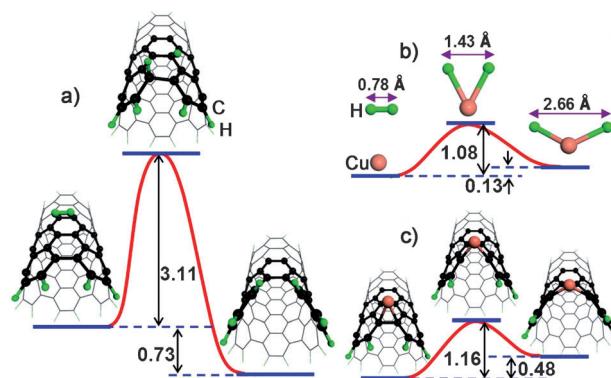 a)
C
H
3.11
0.73
b)
1.43 Å
0.78 Å
H
2.66 Å
Cu
1.08
0.13
c)
1.16
0.48